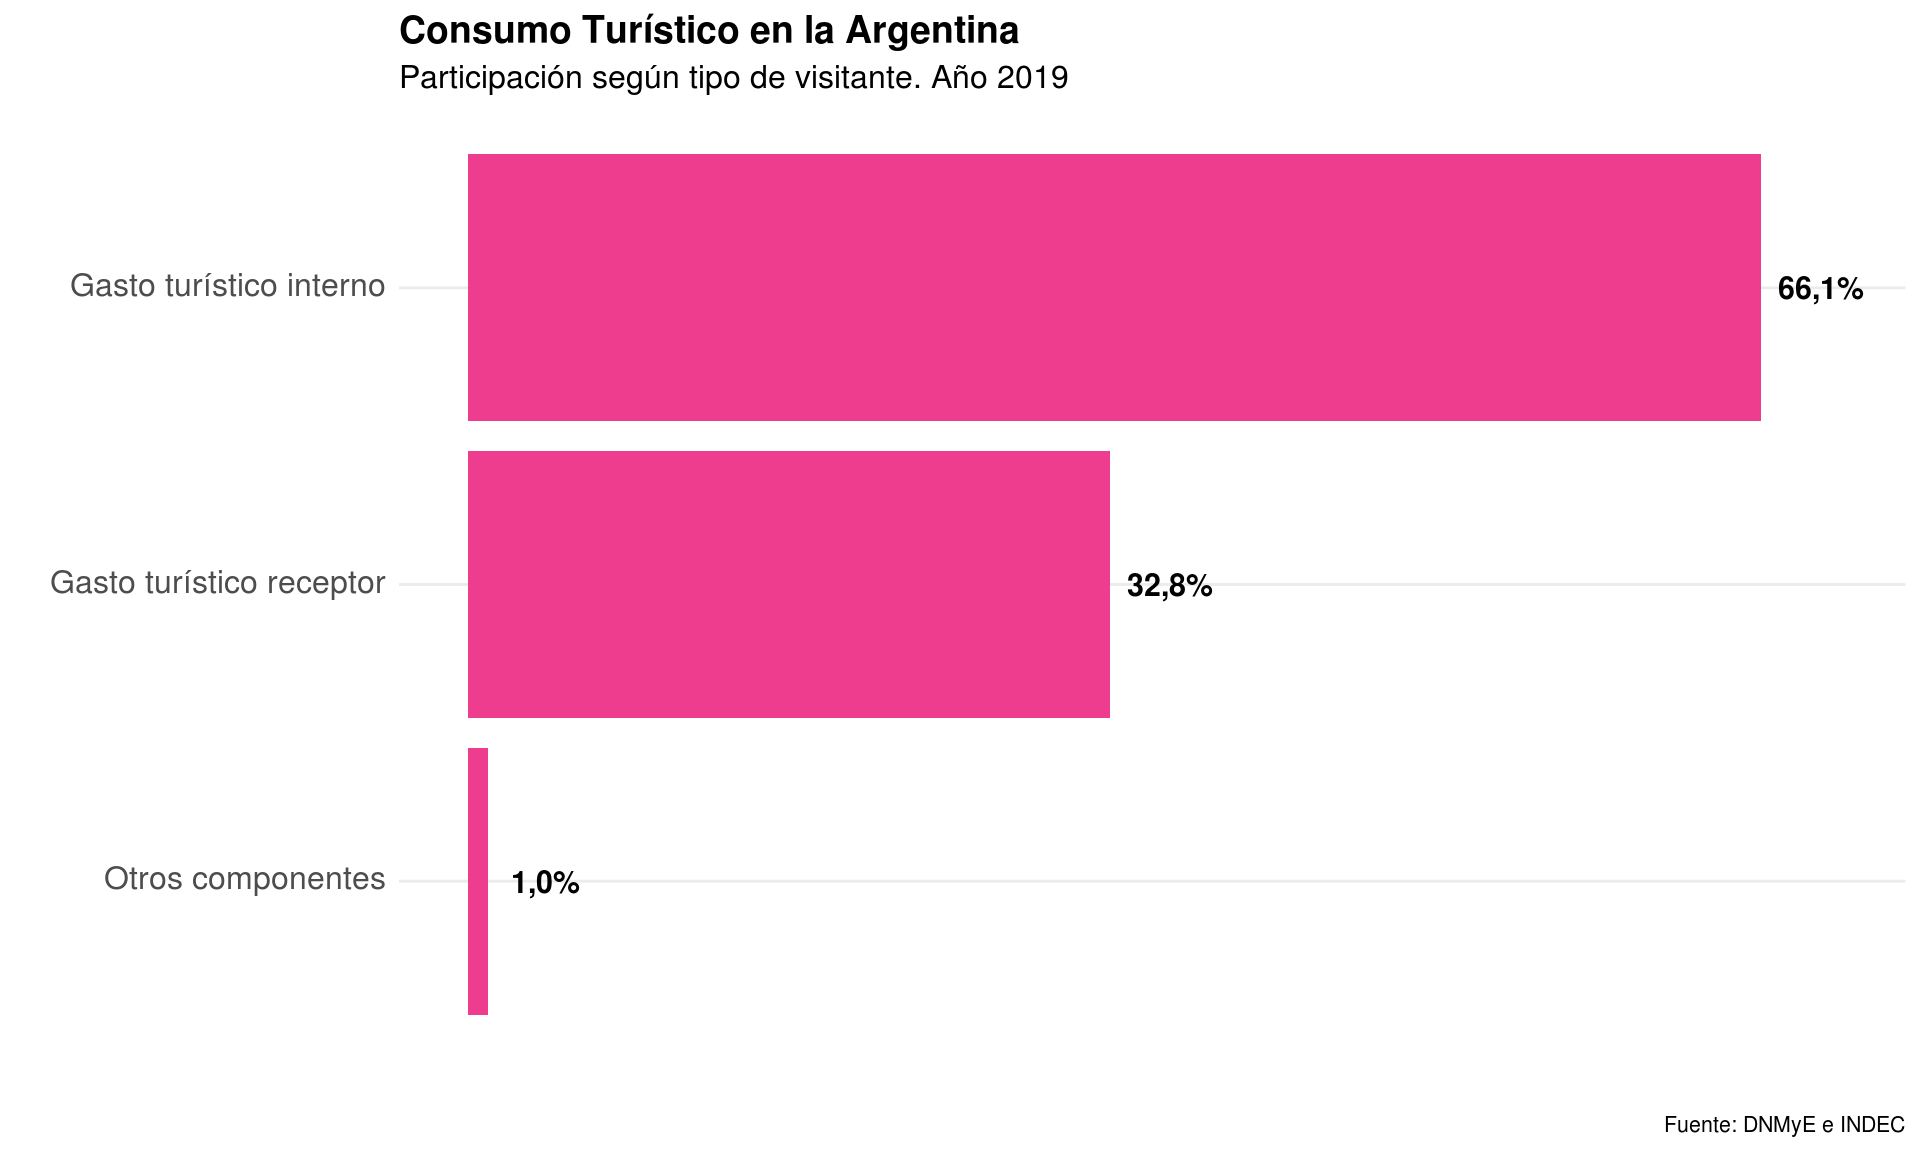 Consumo Turístico en la Argentina
Participación según tipo de visitante. Año 2019
Gasto turístico interno
66,1%
Gasto turístico receptor
32,8%
Otros componentes
1,0%
Fuente: DNMyE e INDEC